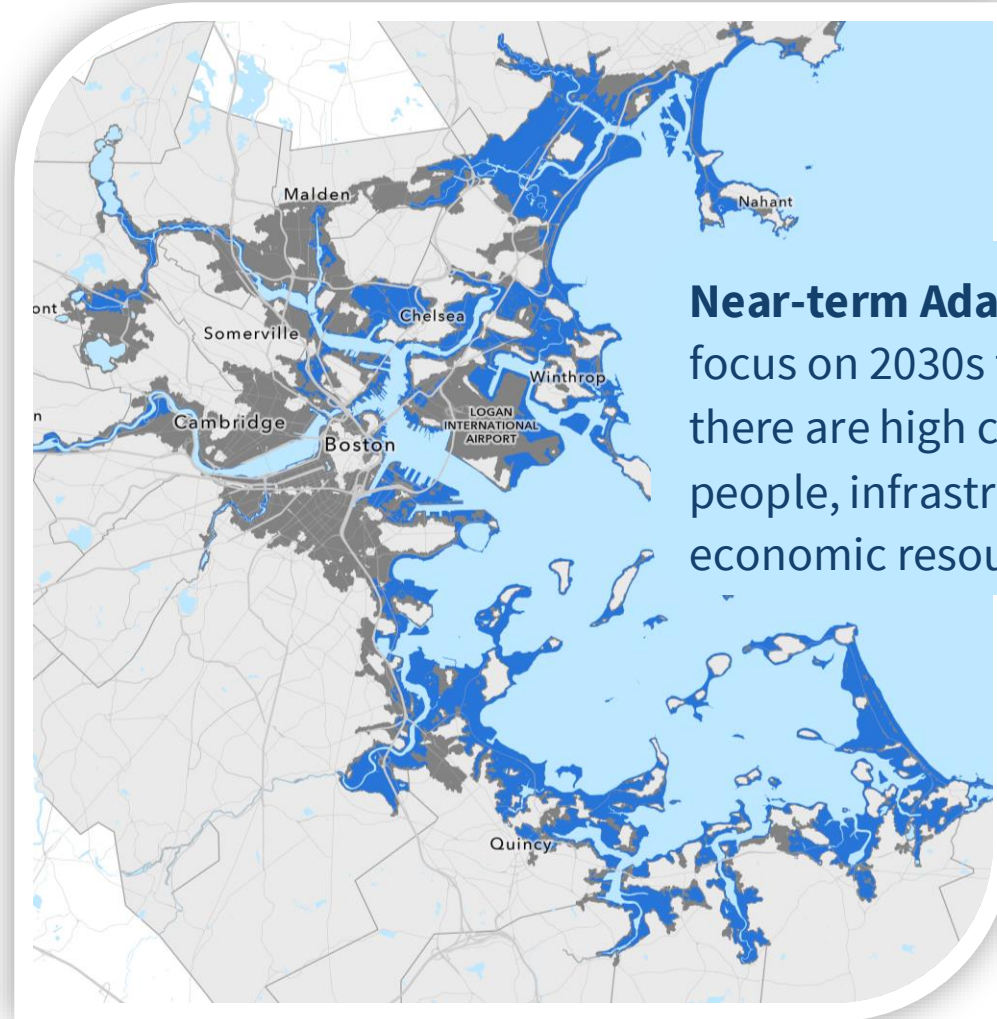 Malden
Nahant
ont
Chelsea
Somerville
Winthrop
n
Cambridge
LOGAN
INTERNATIONAL
AIRPORT
Boston
Near-term Ada
focus on 2030s
there are high c
people, infrastr
economic resou
Quincy